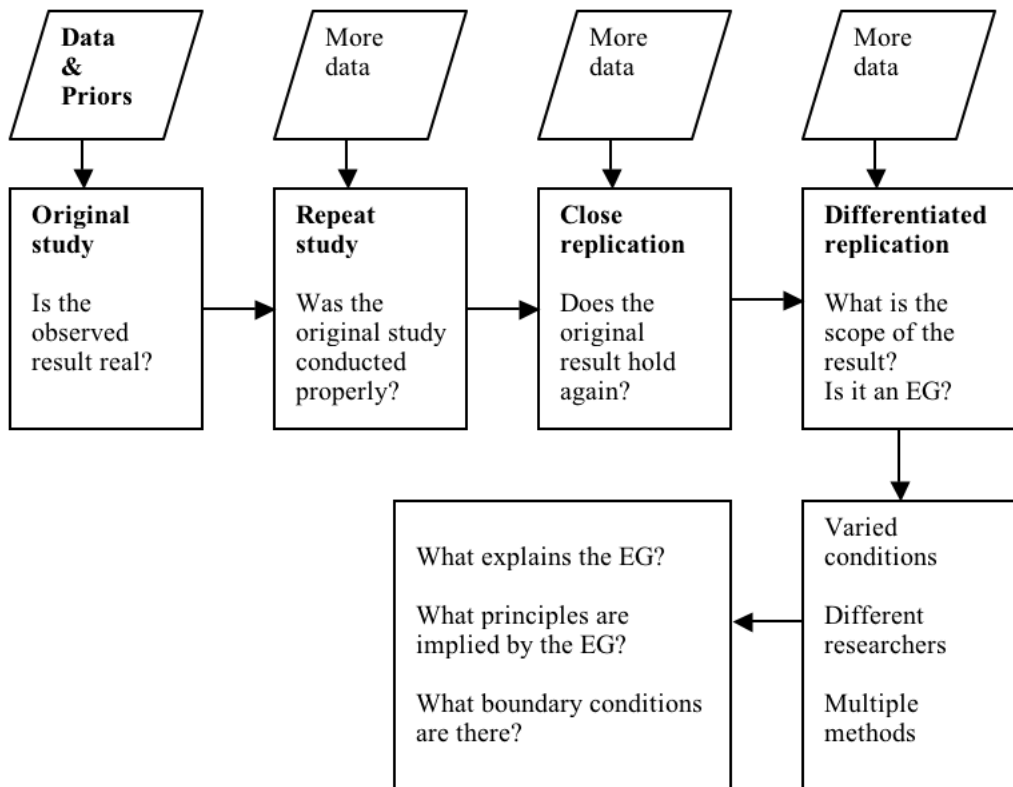 Data
&
Priors
More
data
More
data
More
data
Original
study
Is the
observed
result real?
Repeat
study
Was the
original study
conducted
properly?
Close
replication
Does the
original
result hold
again?
Differentiated
replication
What is the
scope of the
result?
Is it an EG?
Varied
conditions
Different
researchers
Multiple
methods
What explains the EG?
What principles are
implied by the EG?
What boundary conditions
are there?